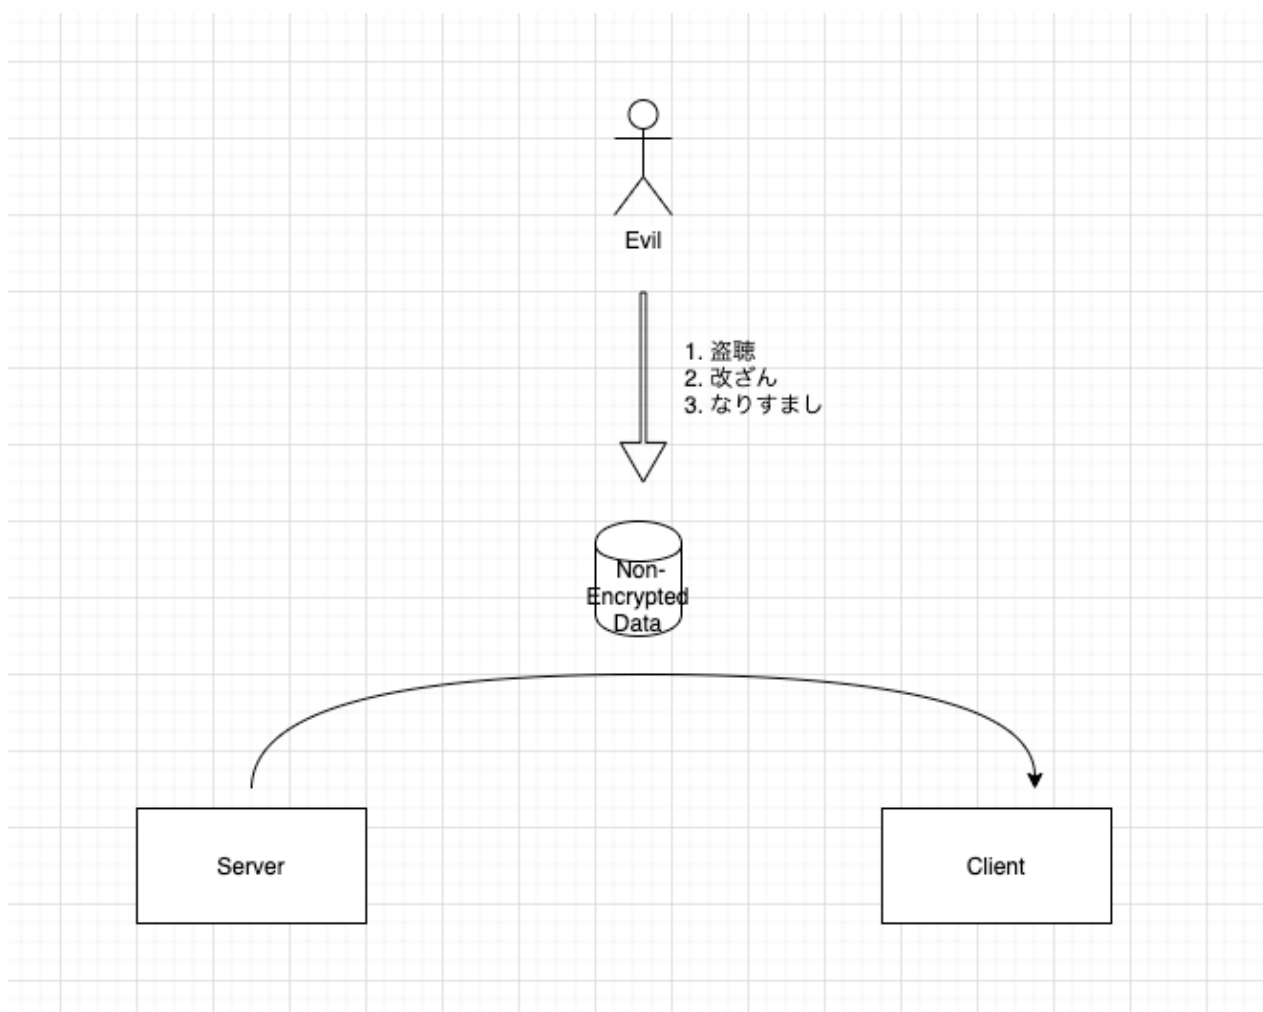 Evil
1. 盗聴
2. 改ざん
3. なりすまし
Non-
Encrypted
Data
Server
Client